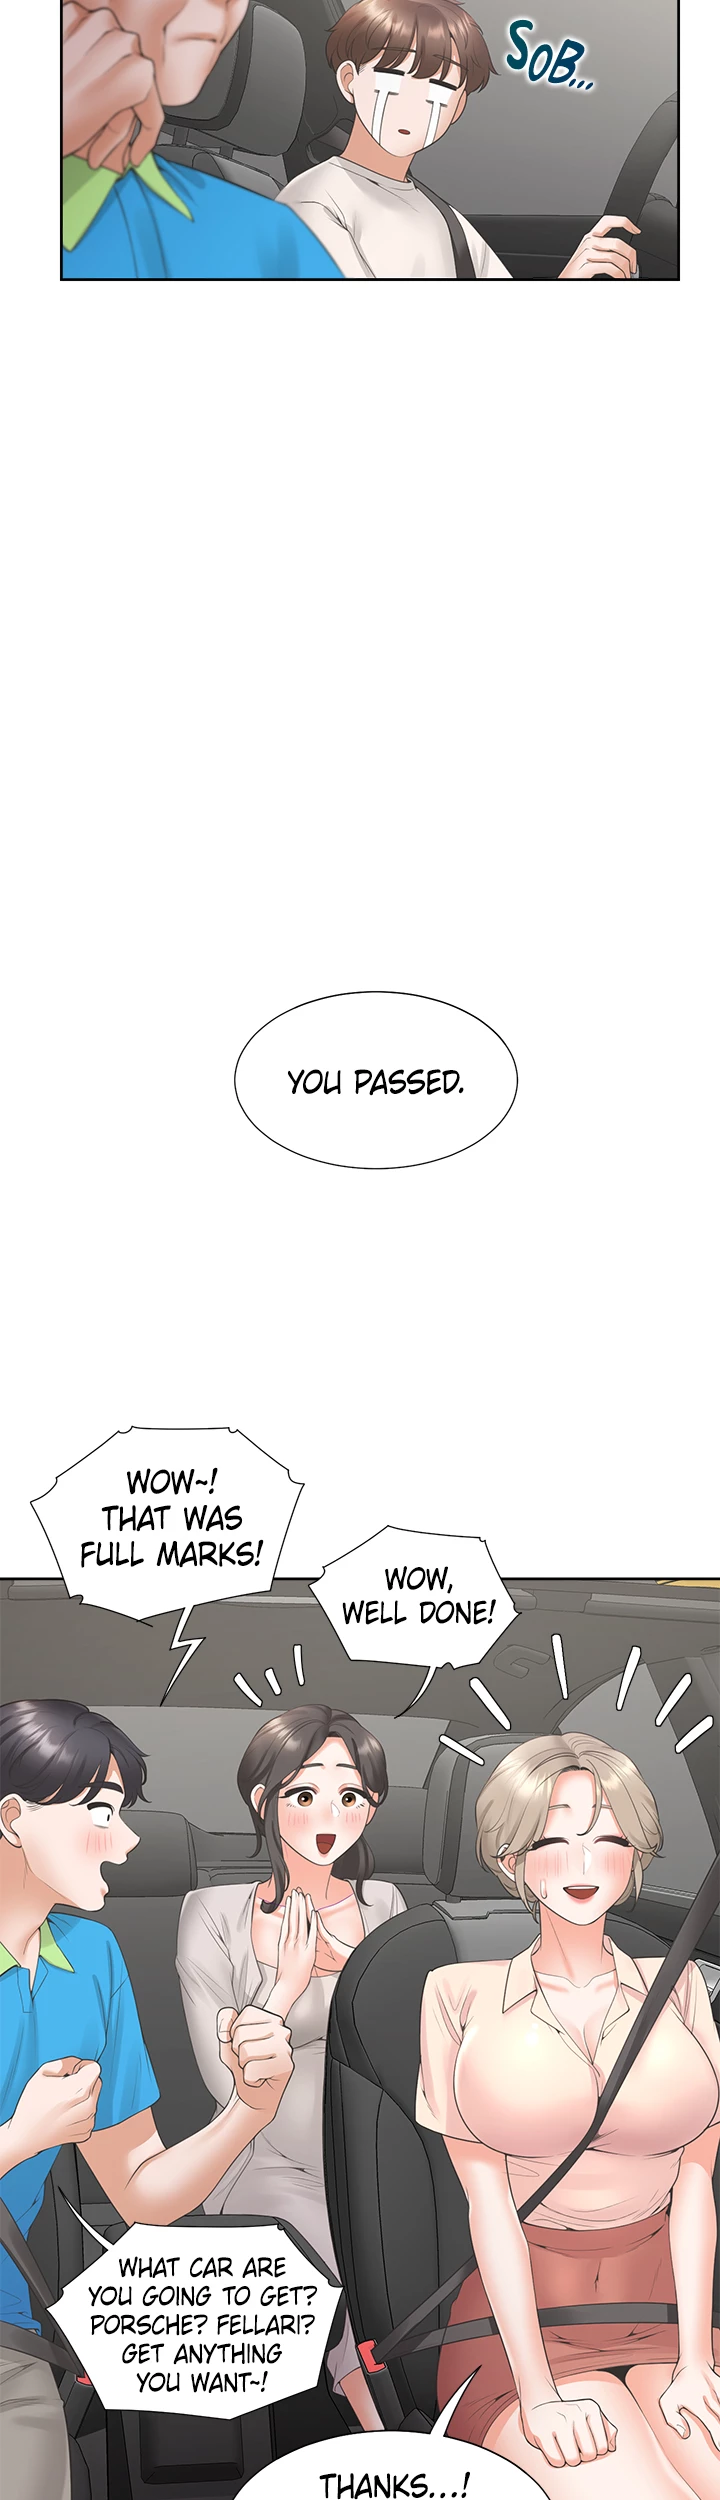 SOB...
YOU PASSED.
WOW~!
THAT WAS
FULL MARKS!
WOW,
WELL DONE!
WHAT CAR ARE
YOU GOING TO GET?
PORSCHE? FELLARI?
GET ANYTHING
YOU WANT~!
THANKS...!